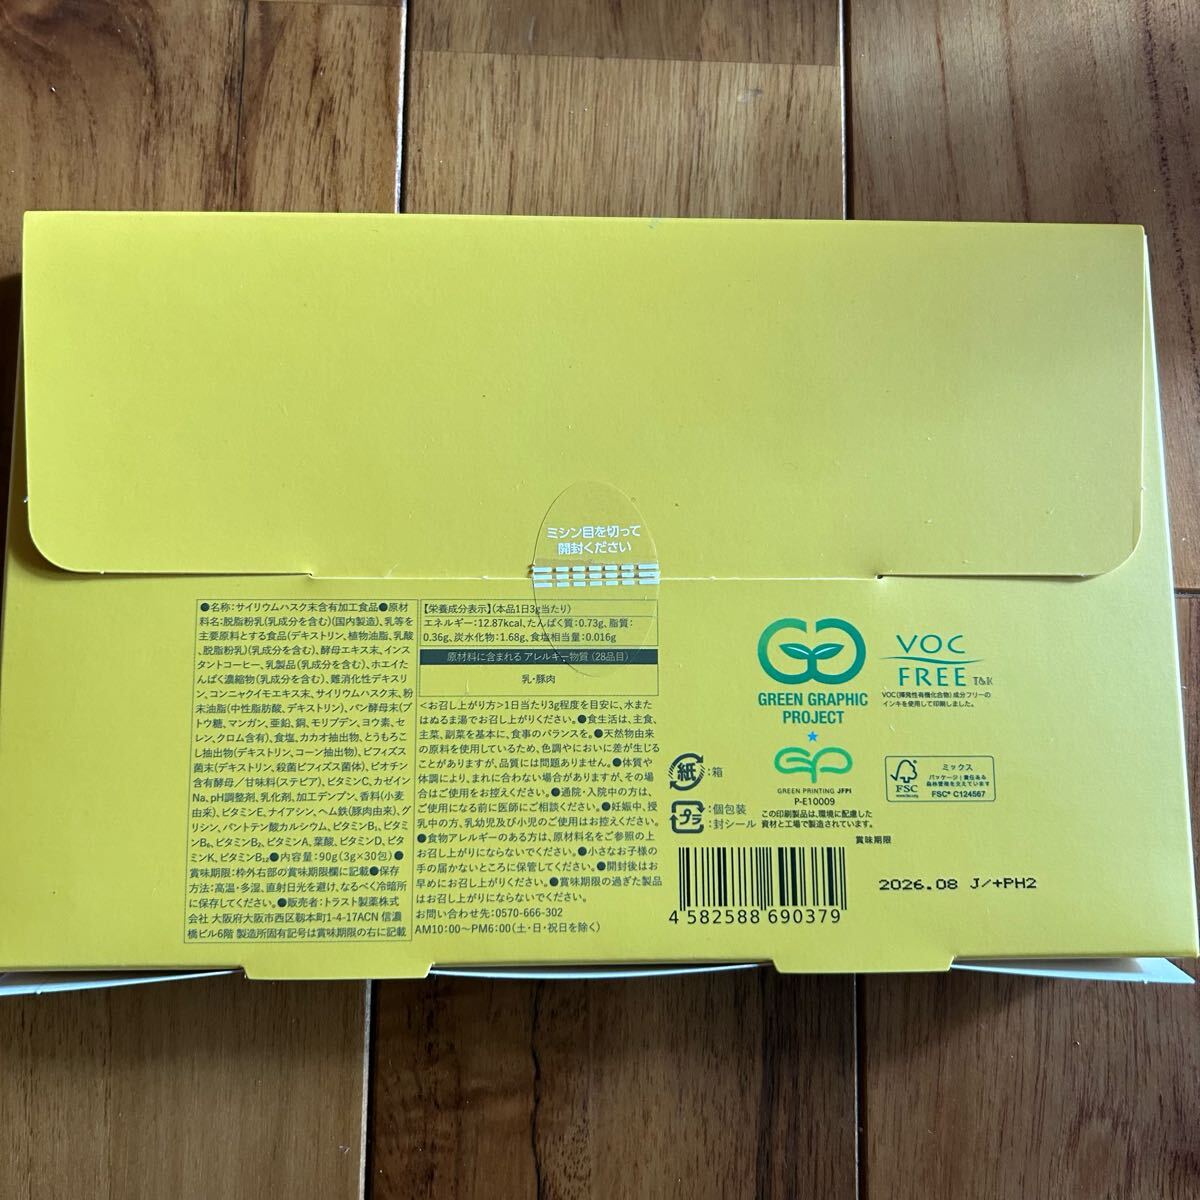 ミシン目を切って
開封ください
●名称:サイリウムハスク末含有加工食品●原材
料名:脱脂粉乳(乳成分を含む)(国内製造)、乳等を
主要原料とする食品(デキストリン、植物油脂、乳酸
、脱脂粉乳)(乳成分を含む)、酵母エキス末、インス
タントコーヒー、乳製品(乳成分を含む)、ホエイた
んぱく濃縮物(乳成分を含む)、難消化性デキスリ
ン、コンニャクイモエキス末、サイリウムハスク末、粉
末油脂(中性脂肪酸、デキストリン)、パン酵母末(ブ
トウ糖、マンガン、亜鉛、銅、モリブデン、ヨウ素、セ
レン、クロム含有)、食塩、カカオ抽出物、とうもろこ
し抽出物(デキストリン、コーン抽出物)、ビフィズス
菌末(デキストリン、殺菌ビフィズス菌体)、ビオチン
含有酵母/甘味料(ステビア)、ビタミンC、カゼイン
Na、pH調整剤、乳化剤、加工デンプン、香料(小麦
由来)、ビタミンE、ナイアシン、ヘム鉄(豚肉由来)、グ
リシン、パントテン酸カルシウム、ビタミンB₁、ビタミ
ンB₆、ビタミンB₂、ビタミンA、葉酸、ビタミンD、ビタ
ミンK、ビタミンB₁₂●内容量:90g(3g×30包)●
賞味期限:枠外右部の賞味期限欄に記載●保存
方法:高温・多湿、直射日光を避け、なるべく冷暗所
に保存してください。●販売者:トラスト製薬株式
会社 大阪府大阪市西区靱本町1-4-17ACN 信濃
橋ビル6階 製造所固有記号は賞味期限の右に記載
【栄養成分表示】(本品1日3g当たり)
エネルギー:12.87kcal、たんぱく質:0.73g、脂質:
0.36g、炭水化物:1.68g、食塩相当量:0.016g
原材料に含まれる アレルギー物質 (28品目)
乳・豚肉
<お召し上がり方>1日当たり3g程度を目安に、水また
はぬるま湯でお召し上がりください。●食生活は、主食、
主菜、副菜を基本に、食事のバランスを。●天然物由来
の原料を使用しているため、色調やにおいに差が生じる
ことがありますが、品質には問題ありません。●体質や
体調により、まれに合わない場合がありますが、その場
合はご使用をお控えください。●通院・入院中の方は、
ご使用になる前に医師にご相談ください。●妊娠中、授
乳中の方、乳幼児及び小児のご使用はお控えください。
●食物アレルギーのある方は、原材料名をご参照の上
お召し上がりにならないでください。●小さなお子様の
手の届かないところに保管してください。●開封後はお
早めにお召し上がりください。●賞味期限の過ぎた製品
はお召し上がりにならないでください。
お問い合わせ先:0570-666-302
AM10:00〜PM6:00(土・日・祝日を除く)
紙 :箱
プラ :個包装
:封シール
4 582588 690379
GREEN GRAPHIC
PROJECT
GREEN PRINTING JFPI
P-E10009
この印刷製品は、環境に配慮した
資材と工場で製造されています。
VOC
FREE T&K
VOC(揮発性有機化合物)成分フリーの
インキを使用して印刷しました。
FSC
www.fsc.org
ミックス
パッケージ|責任ある
森林管理を支えています
FSC® C124567
賞味期限
2026.08 J/+PH2